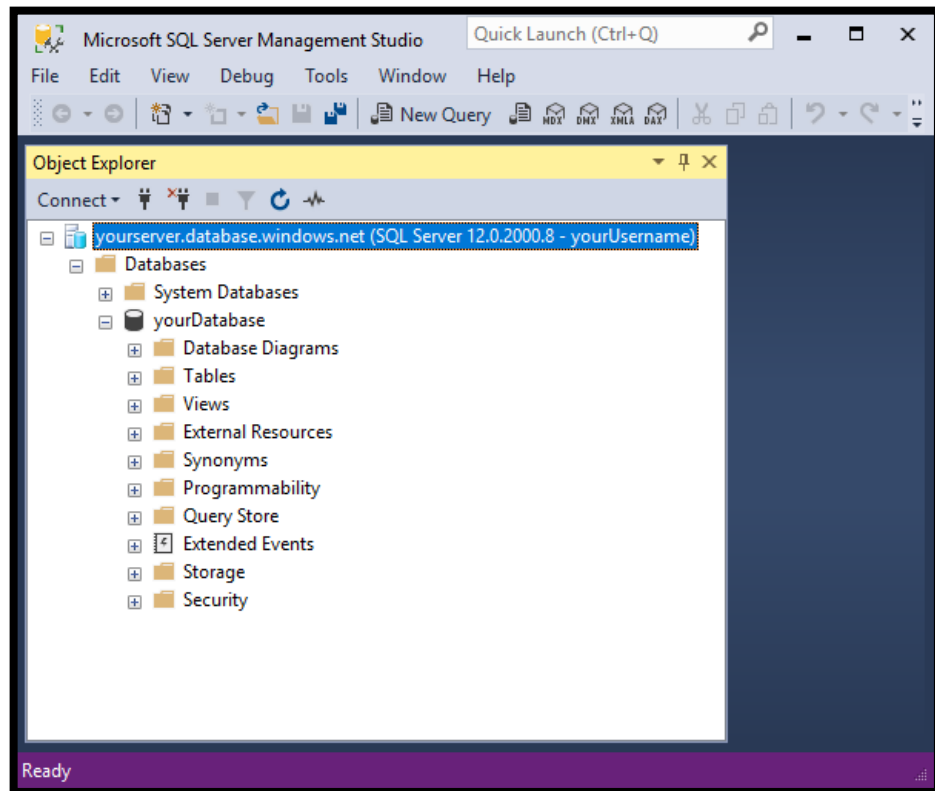 Microsoft SQL Server Management Studio Quick Launch (Ctrl+Q)
File Edit View Debug Tools Window Help
New Query MDX DMX XMLA DAX
Object Explorer
Connect
yourserver.database.windows.net (SQL Server 12.0.2000.8 - yourUsername)
Databases
System Databases
yourDatabase
Database Diagrams
Tables
Views
External Resources
Synonyms
Programmability
Query Store
Extended Events
Storage
Security
Ready